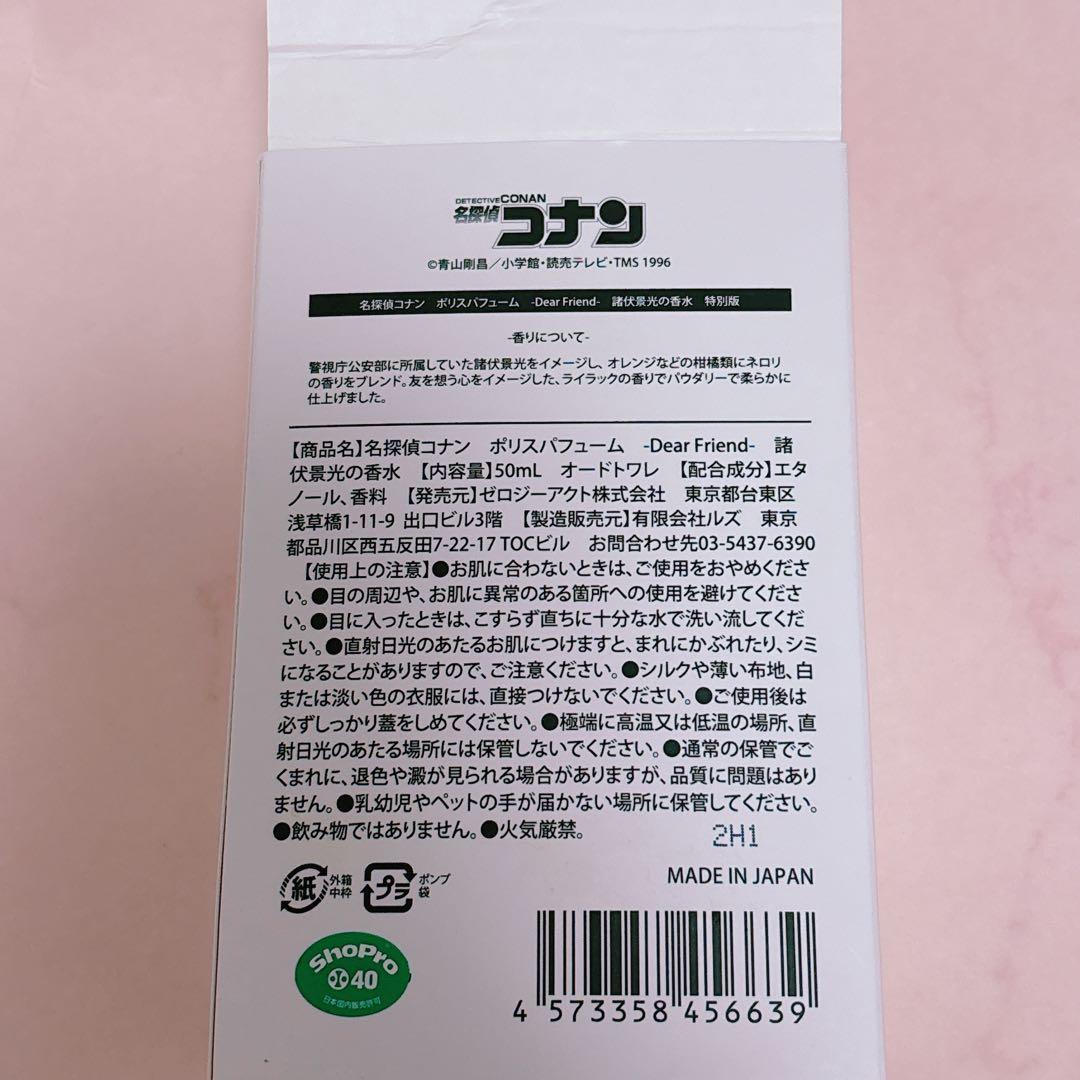 DETECTIVE CONAN
名探偵コナン
©青山剛昌／小学館・読売テレビ・TMS 1996
名探偵コナン　ポリスパフューム　-Dear Friend-　諸伏景光の香水　特別版
-香りについて-
警視庁公安部に所属していた諸伏景光をイメージし、オレンジなどの柑橘類にネロリ
の香りをブレンド。友を想う心をイメージした、ライラックの香りでパウダリーで柔らかに
仕上げました。
【商品名】名探偵コナン　ポリスパフューム　-Dear Friend-　諸
伏景光の香水　【内容量】50mL　オードトワレ　【配合成分】エタ
ノール、香料　【発売元】ゼロジーアクト株式会社　東京都台東区
浅草橋1-11-9 出口ビル3階　【製造販売元】有限会社ルズ　東京
都品川区西五反田7-22-17 TOCビル　お問合わせ先03-5437-6390
【使用上の注意】●お肌に合わないときは、ご使用をおやめくださ
い。●目の周辺や、お肌に異常のある箇所への使用を避けてくださ
い。●目に入ったときは、こすらず直ちに十分な水で洗い流してくだ
さい。●直射日光のあたるお肌につけますと、まれにかぶれたり、シミ
になることがありますので、ご注意ください。●シルクや薄い布地、白
または淡い色の衣服には、直接つけないでください。●ご使用後は
必ずしっかり蓋をしめてください。●極端に高温又は低温の場所、直
射日光のあたる場所には保管しないでください。●通常の保管でご
くまれに、退色や澱が見られる場合がありますが、品質に問題はあり
ません。●乳幼児やペットの手が届かない場所に保管してください。
●飲み物ではありません。●火気厳禁。
2H1
紙 外箱
中枠
プラ ポンプ
袋
MADE IN JAPAN
ShoPro
40
日本国内販売許可
4 573358 456639